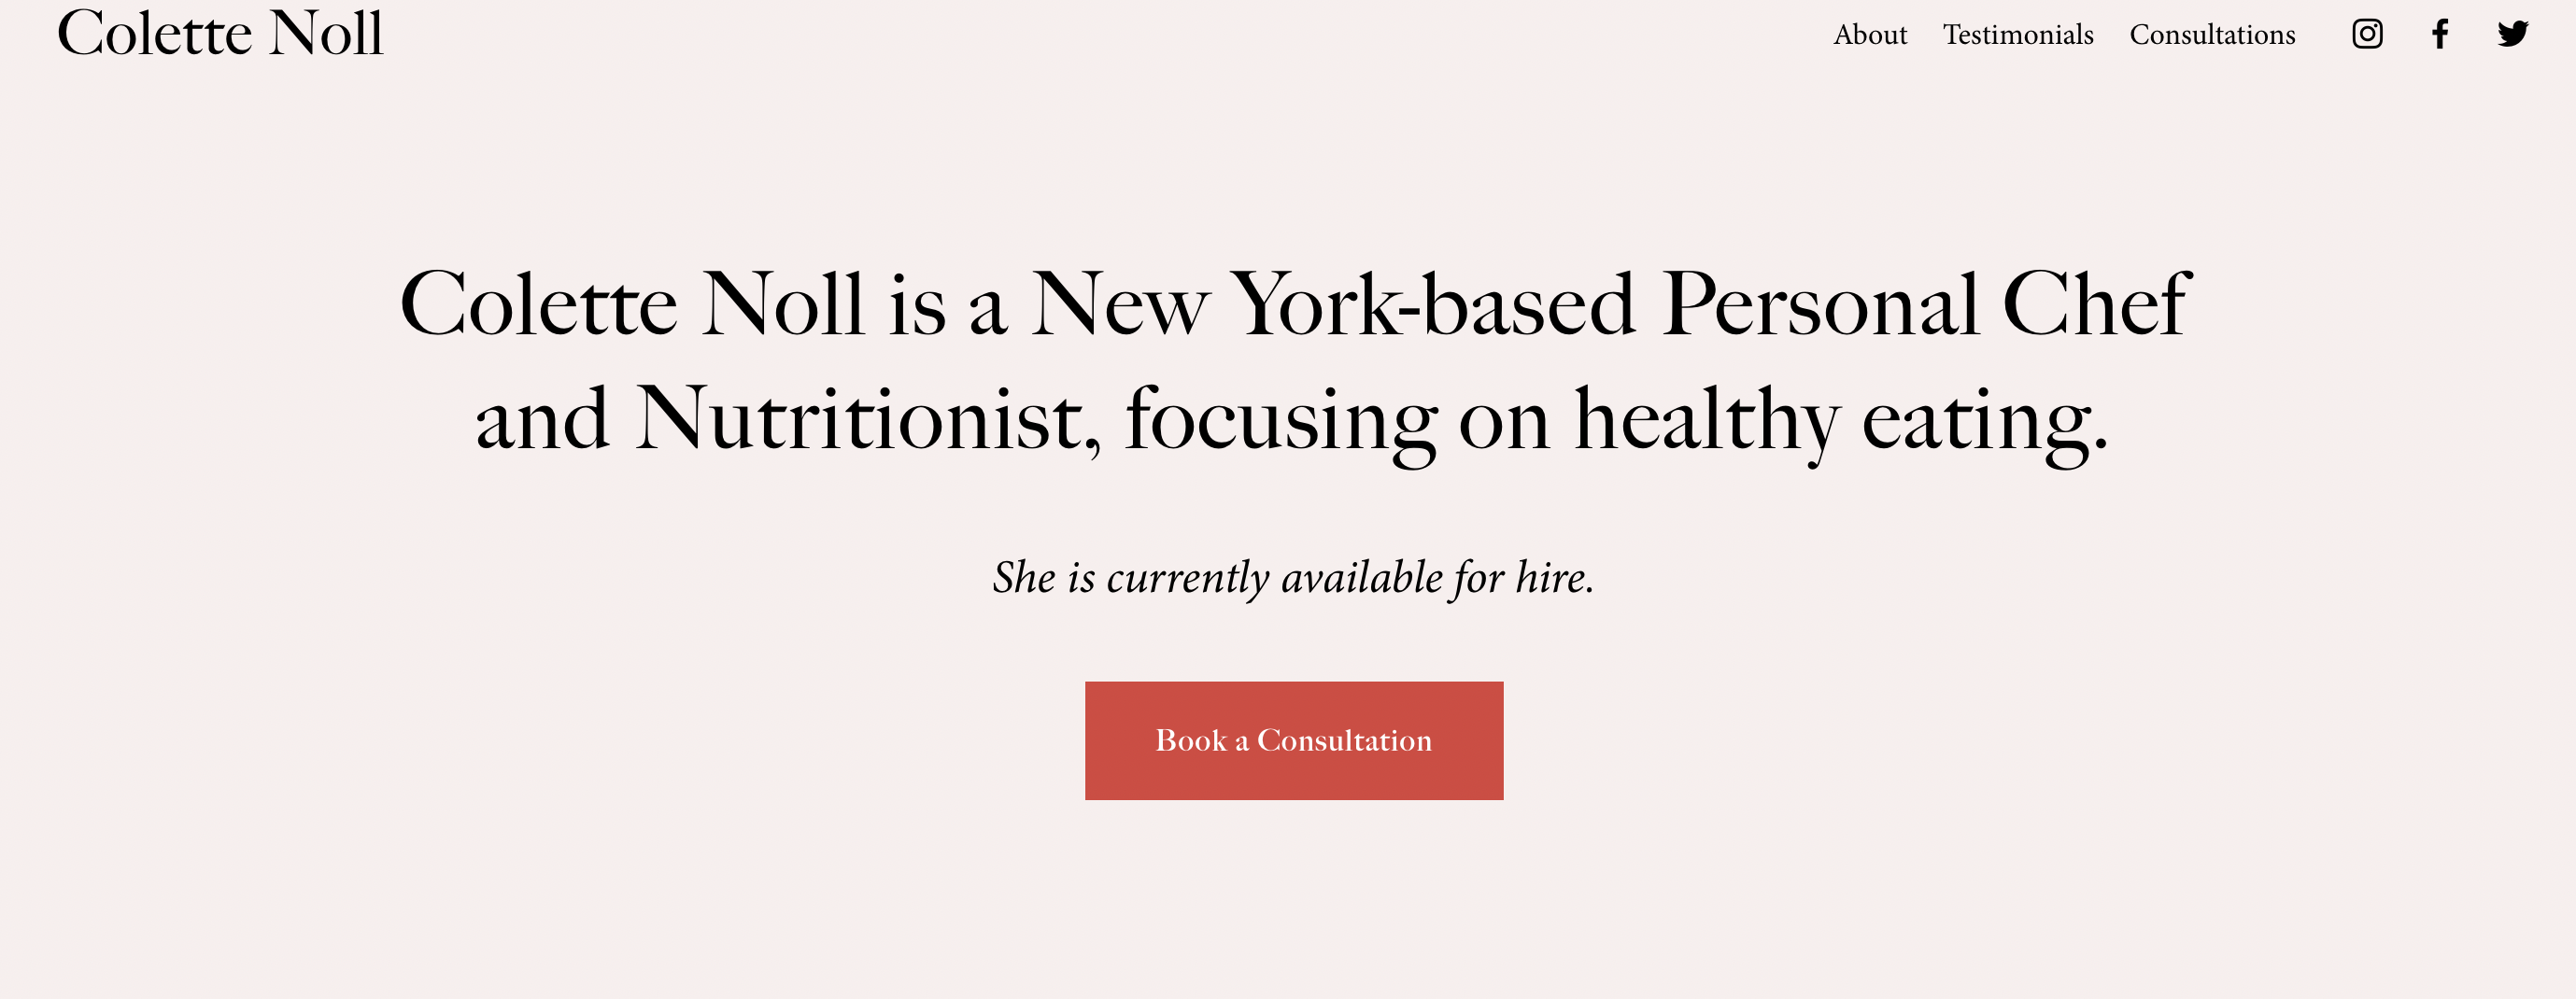 Colette Noll
About Testimonials Consultations
Colette Noll is a New York-based Personal Chef
and Nutritionist, focusing on healthy eating.
She is currently available for hire.
Book a Consultation